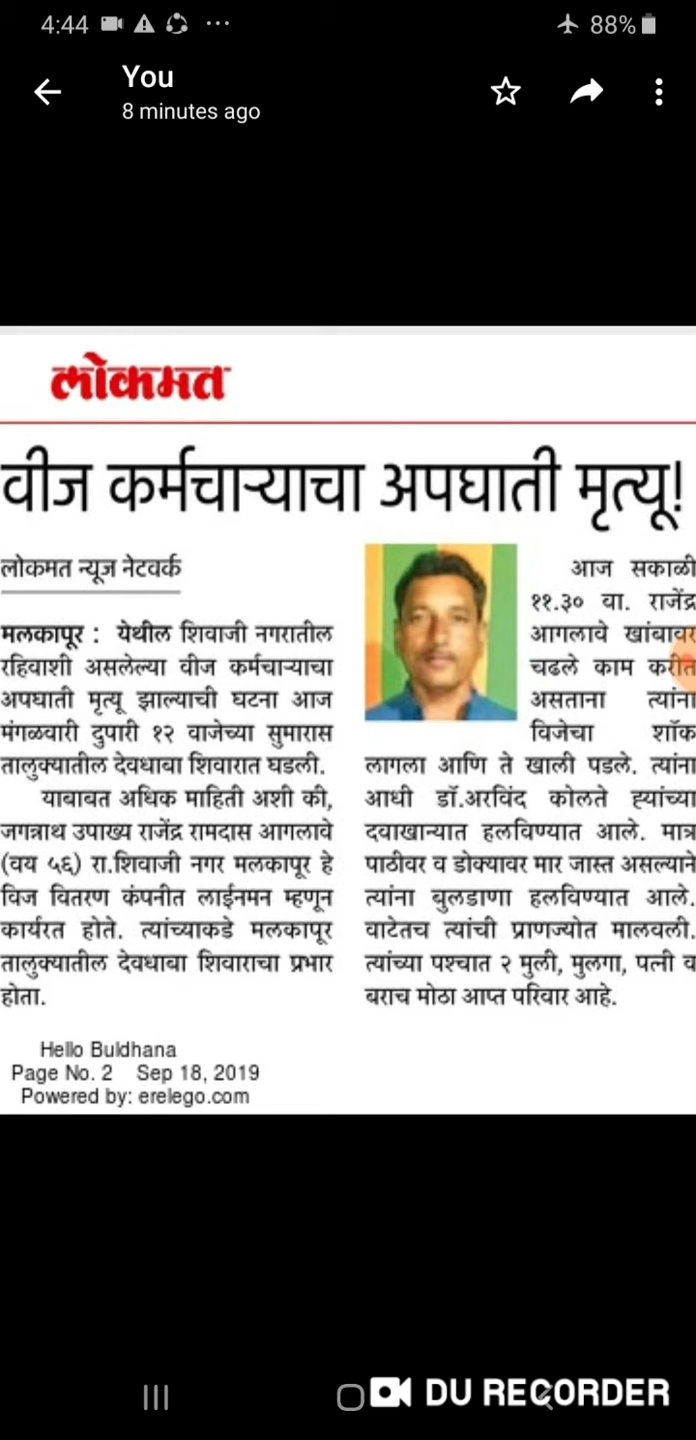 4:44
88%
You
8 minutes ago
लोकमत
वीज कर्मचाऱ्याचा अपघाती मृत्यू!
लोकमत न्यूज नेटवर्क
मलकापूर : येथील शिवाजी नगरातील
रहिवाशी असलेल्या वीज कर्मचाऱ्याचा
अपघाती मृत्यू झाल्याची घटना आज
मंगळवारी दुपारी १२ वाजेच्या सुमारास
तालुक्यातील देवधाबा शिवारात घडली.
याबाबत अधिक माहिती अशी की,
जगन्नाथ उपाख्य राजेंद्र रामदास आगलावे
(वय ५६) रा.शिवाजी नगर मलकापूर हे
विज वितरण कंपनीत लाईनमन म्हणून
कार्यरत होते. त्यांच्याकडे मलकापूर
तालुक्यातील देवधाबा शिवाराचा प्रभार
होता.
आज सकाळी
११.३० वा. राजेंद्र
आगलावे खांबावर
चढले काम करीत
असताना त्यांना
विजेचा शॉक
लागला आणि ते खाली पडले. त्यांना
आधी डॉ.अरविंद कोलते ह्यांच्या
दवाखान्यात हलविण्यात आले. मात्र
पाठीवर व डोक्यावर मार जास्त असल्याने
त्यांना बुलडाणा हलविण्यात आले.
वाटेतच त्यांची प्राणज्योत मालवली.
त्यांच्या पश्चात २ मुली, मुलगा, पत्नी व
बराच मोठा आप्त परिवार आहे.
Hello Buldhana
Page No. 2 Sep 18, 2019
Powered by: erelego.com
DU RECORDER